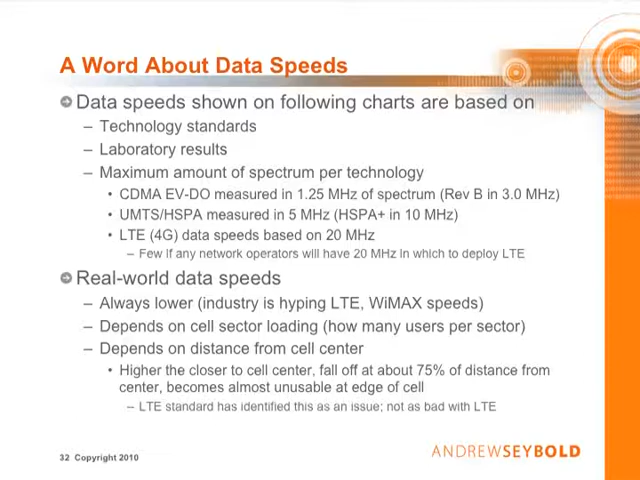 A Word About Data Speeds
Data speeds shown on following charts are based on
– Technology standards
– Laboratory results
– Maximum amount of spectrum per technology
• CDMA EV-DO measured in 1.25 MHz of spectrum (Rev B in 3.0 MHz)
• UMTS/HSPA measured in 5 MHz (HSPA+ in 10 MHz)
• LTE (4G) data speeds based on 20 MHz
– Few if any network operators will have 20 MHz in which to deploy LTE
Real-world data speeds
– Always lower (industry is hyping LTE, WiMAX speeds)
– Depends on cell sector loading (how many users per sector)
– Depends on distance from cell center
• Higher the closer to cell center, fall off at about 75% of distance from
center, becomes almost unusable at edge of cell
– LTE standard has identified this as an issue; not as bad with LTE
32 Copyright 2010
ANDREWSEYBOLD